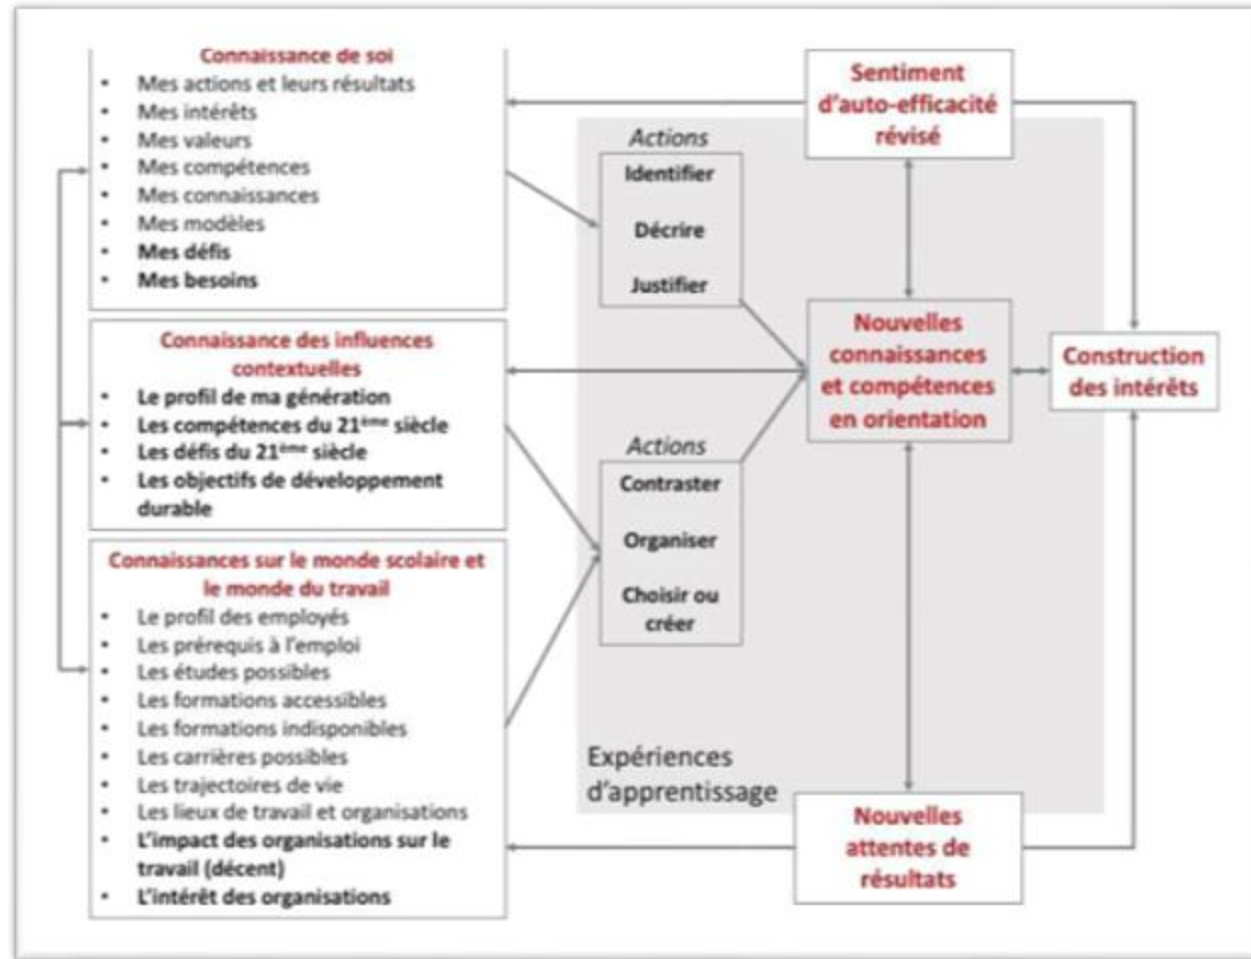 Connaissance de soi
• Mes actions et leurs résultats
• Mes intérêts
• Mes valeurs
• Mes compétences
• Mes connaissances
• Mes modèles
• Mes défis
• Mes besoins
Connaissance des influences
contextuelles
• Le profil de ma génération
• Les compétences du 21ème siècle
• Les défis du 21ème siècle
• Les objectifs de développement
durable
Connaissances sur le monde scolaire et
le monde du travail
• Le profil des employés
• Les prérequis à l'emploi
• Les études possibles
• Les formations accessibles
• Les formations indisponibles
• Les carrières possibles
• Les trajectoires de vie
• Les lieux de travail et organisations
• L'impact des organisations sur le
travail (décent)
• L'intérêt des organisations
Actions
Identifier
Décrire
Justifier
Actions
Contraster
Organiser
Choisir ou
créer
Expériences
d'apprentissage
Sentiment
d'auto-efficacité
révisé
Nouvelles
connaissances
et compétences
en orientation
Construction
des intérêts
Nouvelles
attentes de
résultats